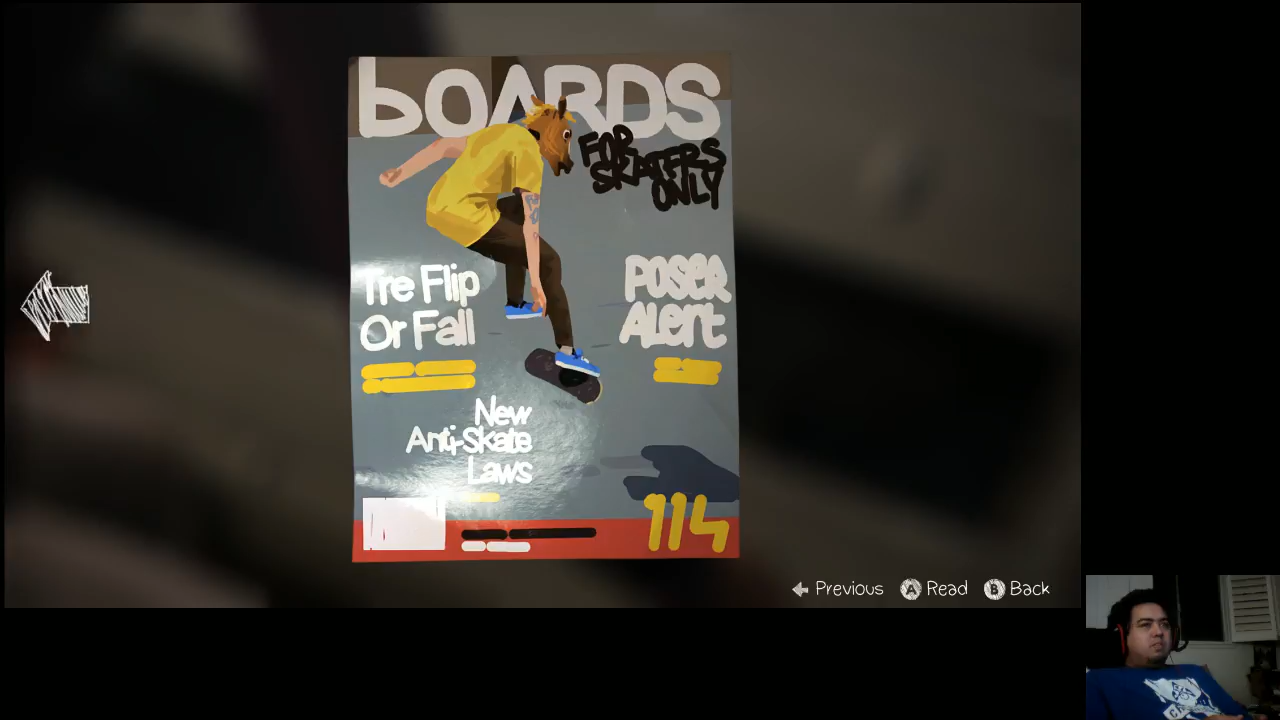 bOARDS
FOR
SKATERS
ONLY
Tre Flip
Or Fall
POSER
ALert
New
Anti-Skate
Laws
114
Previous
A Read
B Back